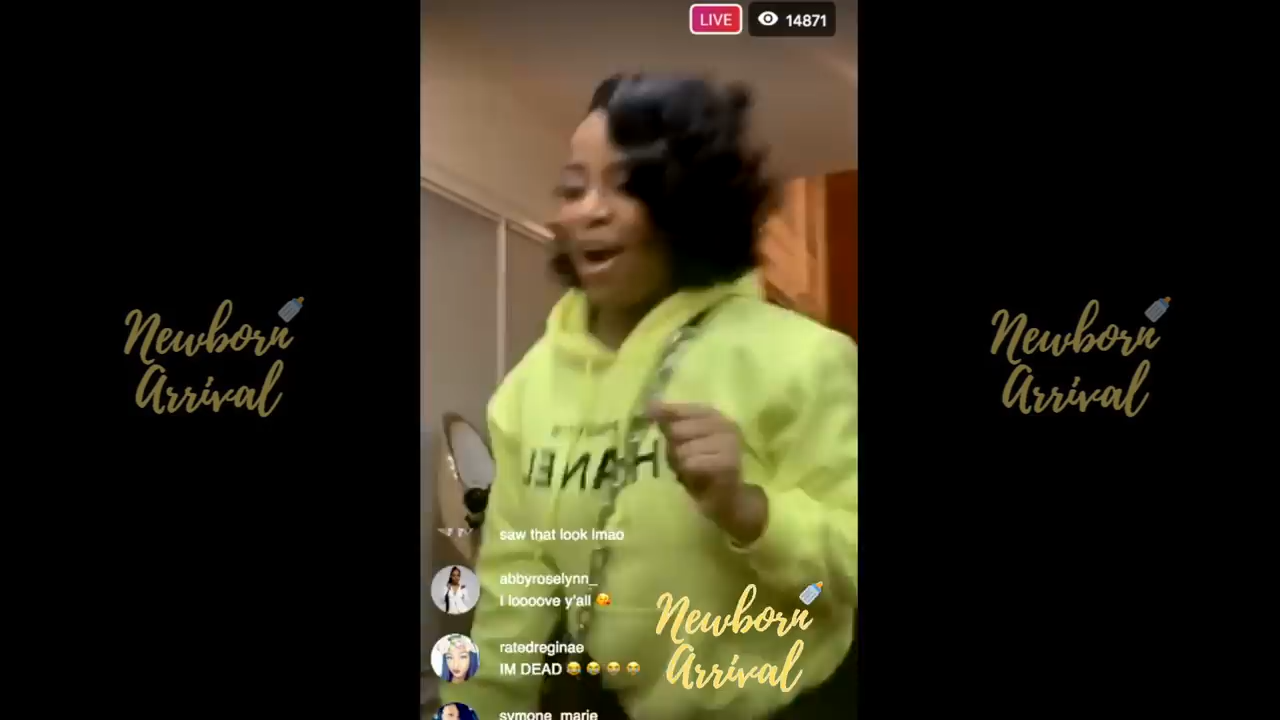 LIVE
14871
Newborn
Arrival
CHANEL
saw that look lmao
abbyroselynn_
I loooove y'all 😘
ratedreginae
IM DEAD 😂 😂 😂 😂
symone_marie
Newborn
Arrival
Newborn
Arrival